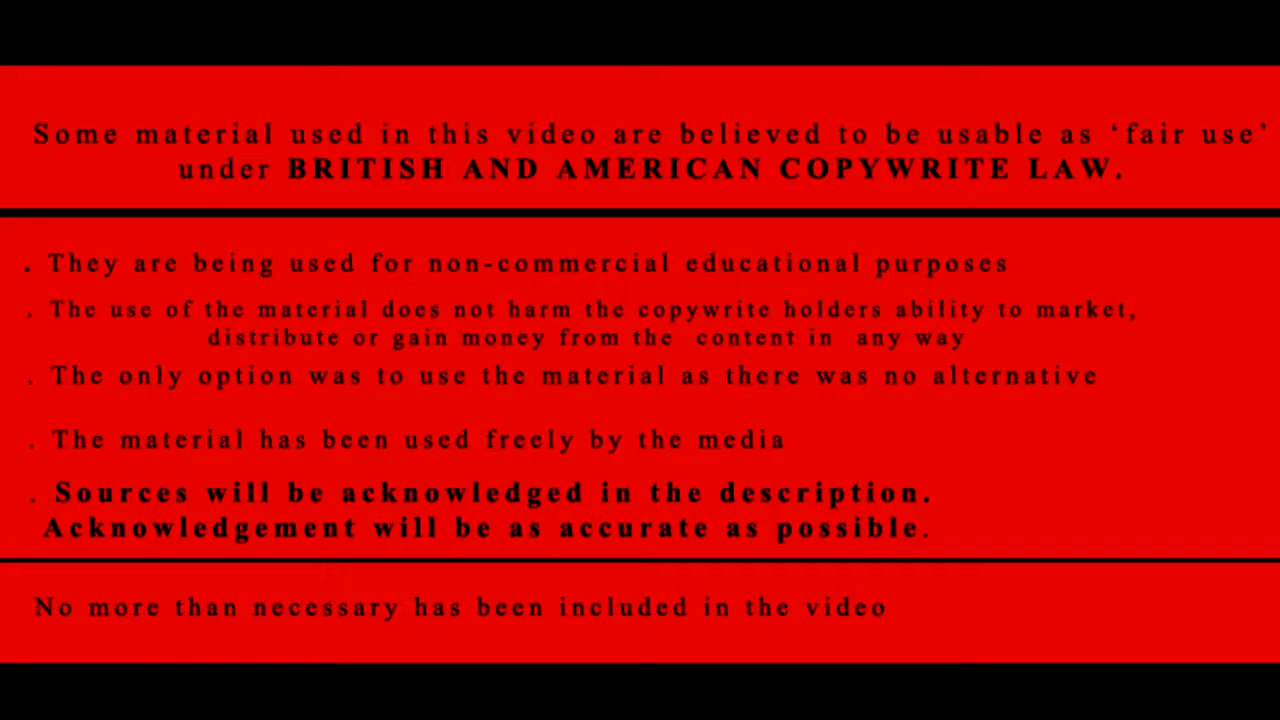 Some material used in this video are believed to be usable as ‘fair use’
under BRITISH AND AMERICAN COPYWRITE LAW.
. They are being used for non-commercial educational purposes
. The use of the material does not harm the copywrite holders ability to market,
distribute or gain money from the content in any way
. The only option was to use the material as there was no alternative
. The material has been used freely by the media
. Sources will be acknowledged in the description.
Acknowledgement will be as accurate as possible.
No more than necessary has been included in the video